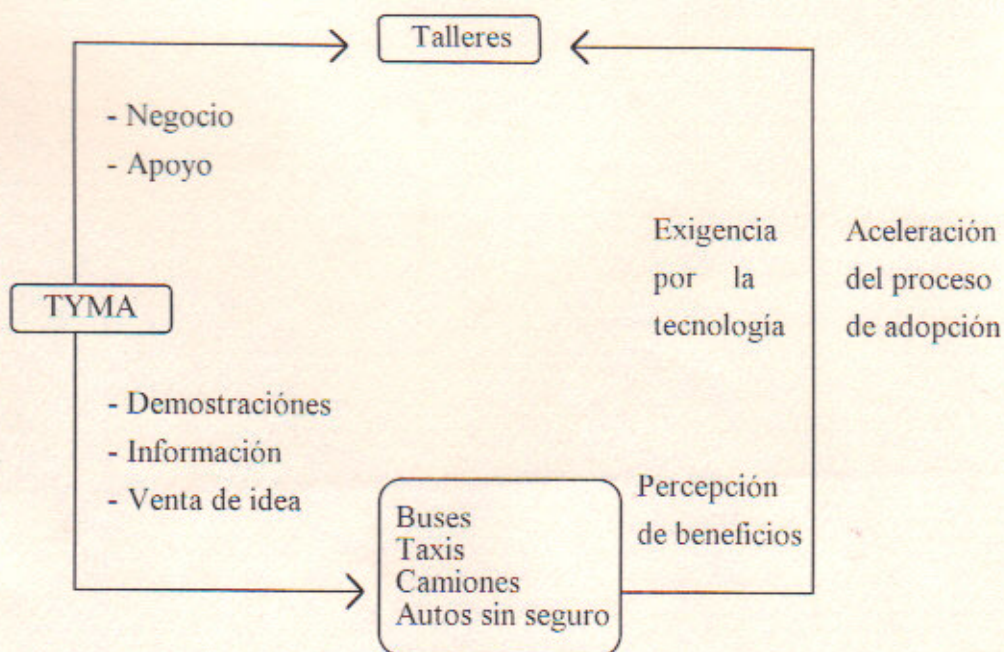 Talleres
- Negocio
- Apoyo
Exigencia
por la
tecnología
Aceleración
del proceso
de adopción
TYMA
- Demostraciónes
- Información
- Venta de idea
Percepción
de beneficios
Buses
Taxis
Camiones
Autos sin seguro